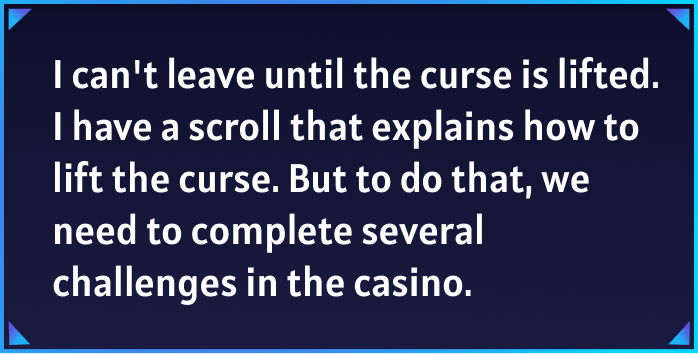 I can't leave until the curse is lifted.
I have a scroll that explains how to
lift the curse. But to do that, we
need to complete several
challenges in the casino.